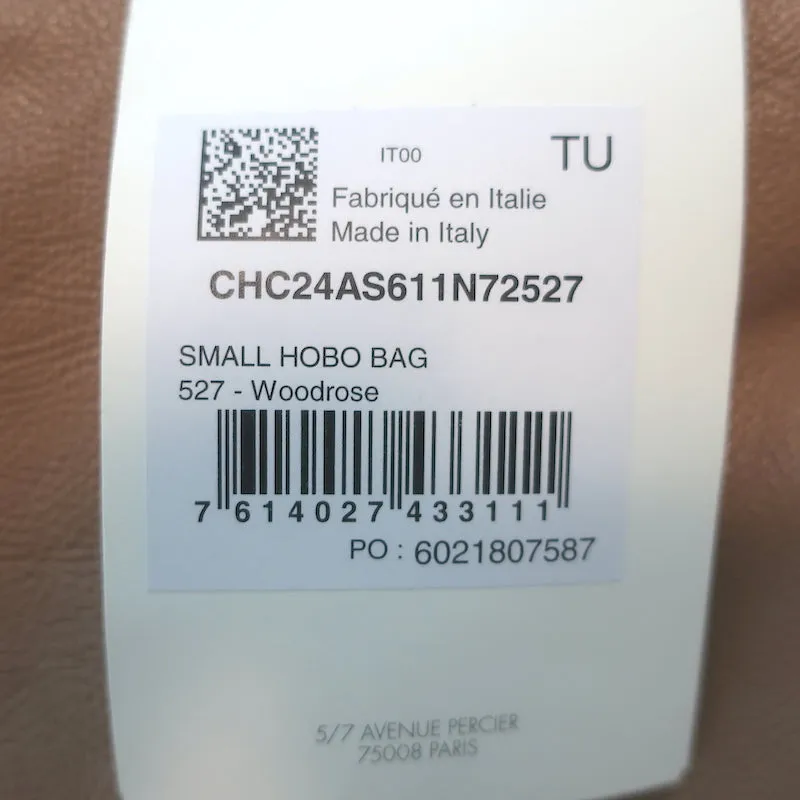 IT00
TU
Fabriqué en Italie
Made in Italy
CHC24AS611N72527
SMALL HOBO BAG
527 - Woodrose
7 614027 433111
PO : 6021807587
5/7 AVENUE PERCIER
75008 PARIS